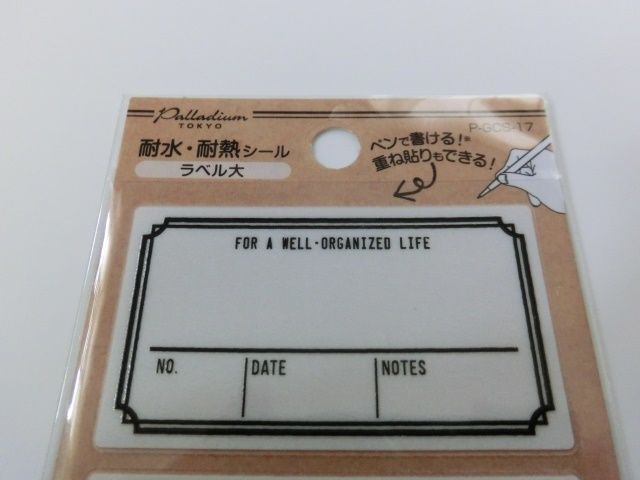 Palladium
TOKYO
P-GCS-17
耐水・耐熱シール
ラベル大
ペンで書ける!※
重ね貼りもできる!
FOR A WELL-ORGANIZED LIFE
NO.
DATE
NOTES